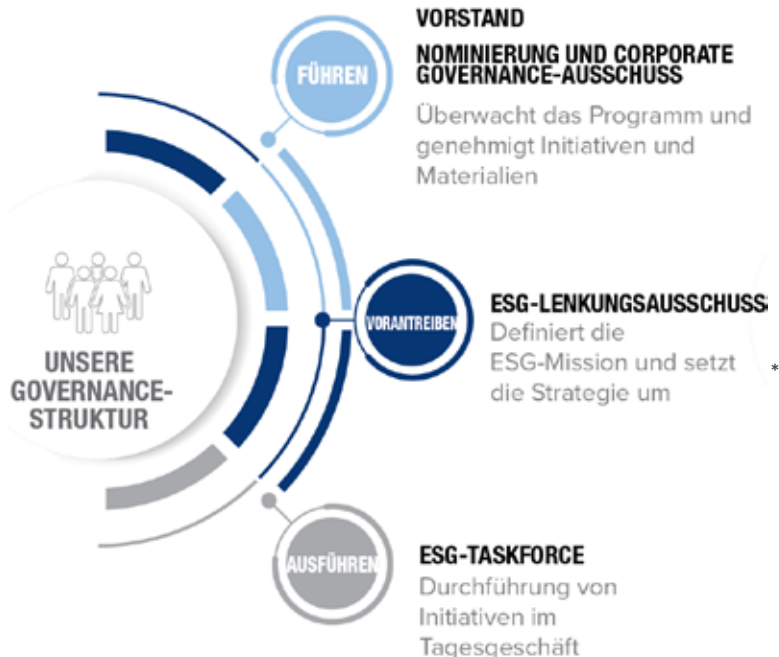 VORSTAND
NOMINIERUNG UND CORPORATE
GOVERNANCE-AUSSCHUSS
FÜHREN
Überwacht das Programm und
genehmigt Initiativen und
Materialien
UNSERE
GOVERNANCE-
STRUKTUR
VORANTREIBEN
ESG-LENKUNGSAUSSCHUSS
Definiert die
ESG-Mission und setzt
die Strategie um
*
AUSFÜHREN
ESG-TASKFORCE
Durchführung von
Initiativen im
Tagesgeschäft